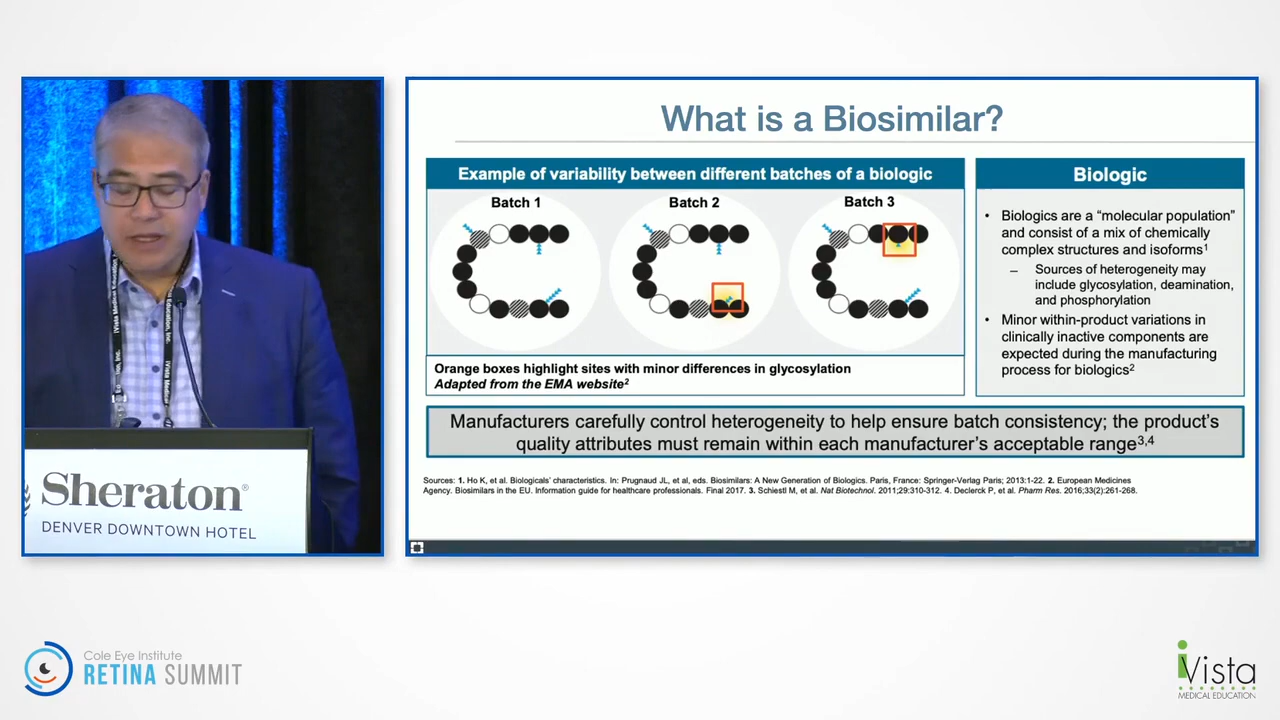 What is a Biosimilar?
Example of variability between different batches of a biologic
Batch 1
Batch 2
Batch 3
Orange boxes highlight sites with minor differences in glycosylation
Adapted from the EMA website2
Biologic
• Biologics are a “molecular population”
and consist of a mix of chemically
complex structures and isoforms1
– Sources of heterogeneity may
include glycosylation, deamination,
and phosphorylation
• Minor within-product variations in
clinically inactive components are
expected during the manufacturing
process for biologics2
Manufacturers carefully control heterogeneity to help ensure batch consistency; the product’s
quality attributes must remain within each manufacturer’s acceptable range3,4
Sources: 1. Ho K, et al. Biologicals’ characteristics. In: Prugnaud JL, et al, eds. Biosimilars: A New Generation of Biologics. Paris, France: Springer-Verlag Paris; 2013:1-22. 2. European Medicines
Agency. Biosimilars in the EU. Information guide for healthcare professionals. Final 2017. 3. Schiestl M, et al. Nat Biotechnol. 2011;29:310-312. 4. Declerck P, et al. Pharm Res. 2016;33(2):261-268.
Sheraton®
DENVER DOWNTOWN HOTEL
Cole Eye Institute
RETINA SUMMIT
iVista
MEDICAL EDUCATION